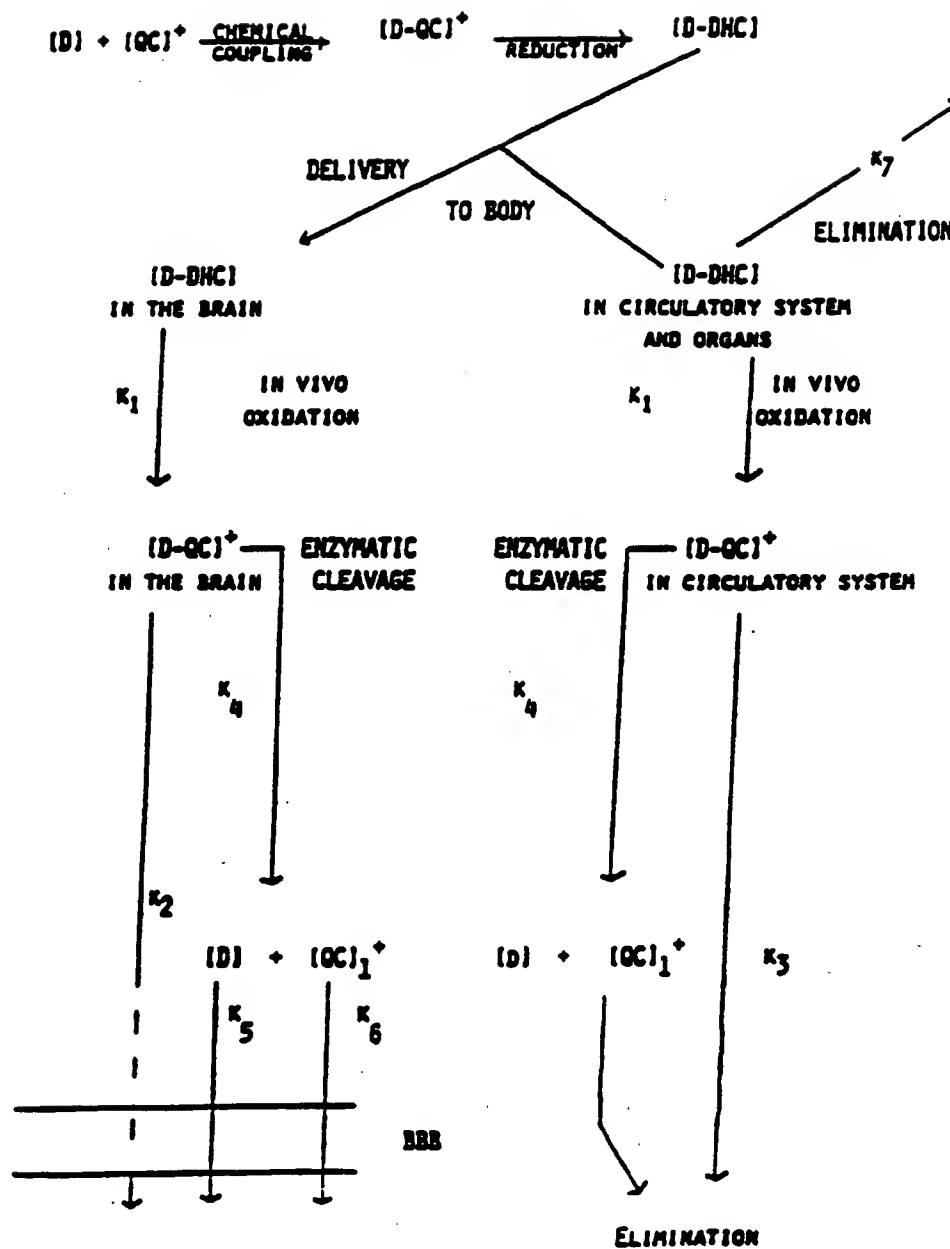 [D] + [QC]⁺ CHEMICAL COUPLING [D-QC]⁺ REDUCTION [D-DHC]
DELIVERY
TO BODY
K₇
ELIMINATION
[D-DHC]
IN THE BRAIN
[D-DHC]
IN CIRCULATORY SYSTEM
AND ORGANS
K₁
IN VIVO
OXIDATION
K₁
IN VIVO
OXIDATION
[D-QC]⁺
IN THE BRAIN
ENZYMATIC
CLEAVAGE
ENZYMATIC
CLEAVAGE
[D-QC]⁺
IN CIRCULATORY SYSTEM
K₄
K₄
K₂
[D] + [QC]₁⁺
[D] + [QC]₁⁺
K₃
K₅
K₆
BBB
ELIMINATION